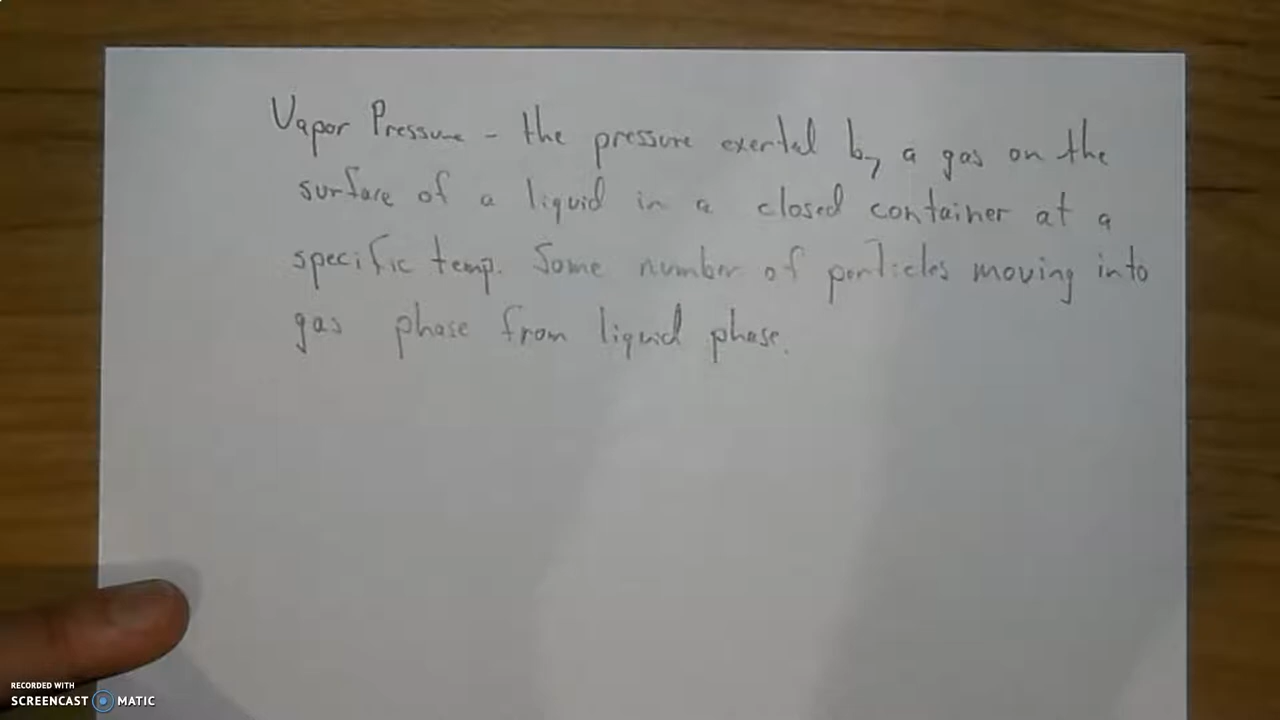 Vapor Pressure - the pressure exerted by a gas on the
surface of a liquid in a closed container at a
specific temp. Some number of particles moving into
gas phase from liquid phase.
RECORDED WITH
SCREENCAST MATIC